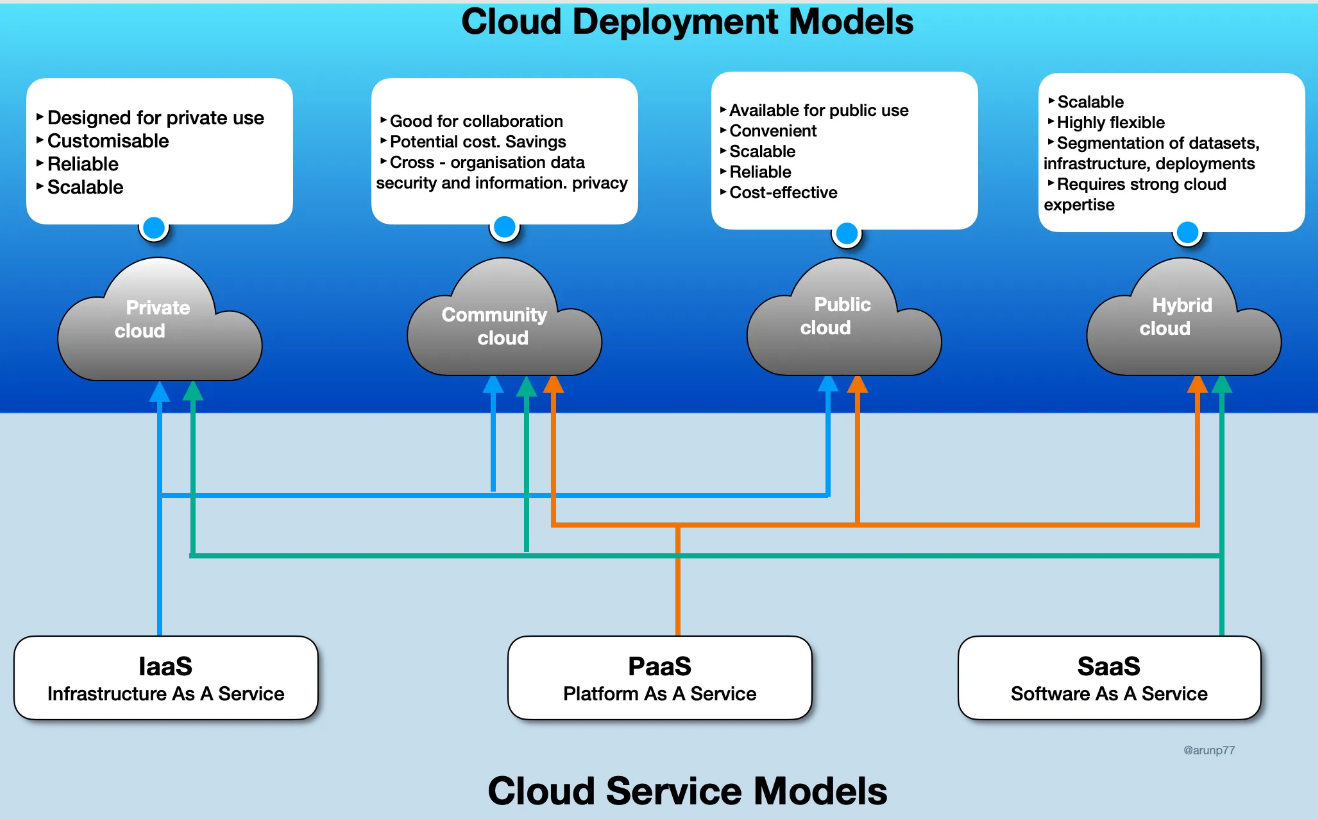 Cloud Deployment Models
‣ Designed for private use
‣ Customisable
‣ Reliable
‣ Scalable
‣ Good for collaboration
‣ Potential cost. Savings
‣ Cross - organisation data
security and information. privacy
‣ Available for public use
‣ Convenient
‣ Scalable
‣ Reliable
‣ Cost-effective
‣ Scalable
‣ Highly flexible
‣ Segmentation of datasets,
infrastructure, deployments
‣ Requires strong cloud
expertise
Private
cloud
Community
cloud
Public
cloud
Hybrid
cloud
IaaS
Infrastructure As A Service
PaaS
Platform As A Service
SaaS
Software As A Service
@arunp77
Cloud Service Models